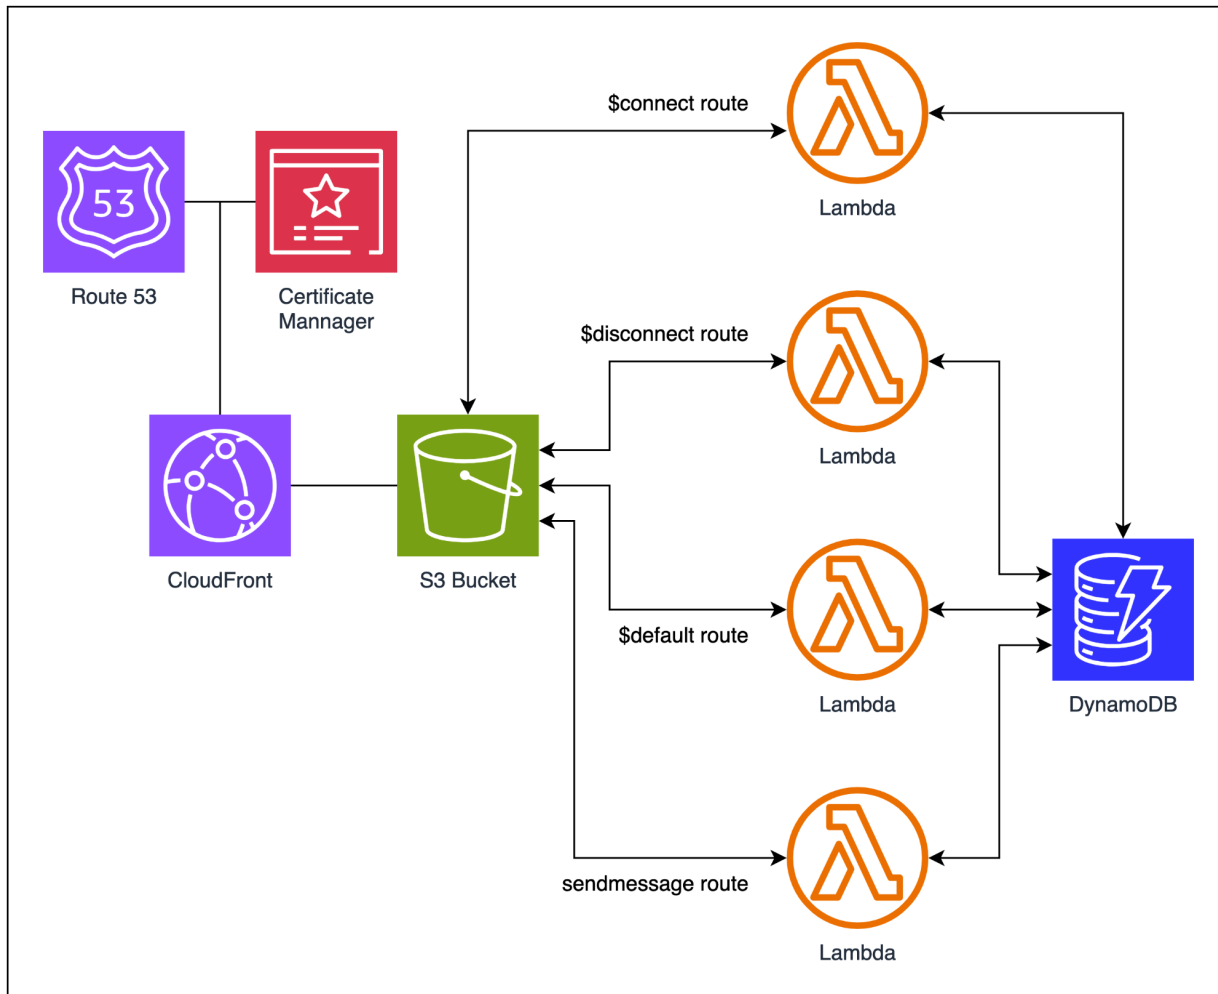 $connect route
Lambda
53
Route 53
Certificate
Mannager
$disconnect route
Lambda
CloudFront
S3 Bucket
$default route
Lambda
DynamoDB
sendmessage route
Lambda